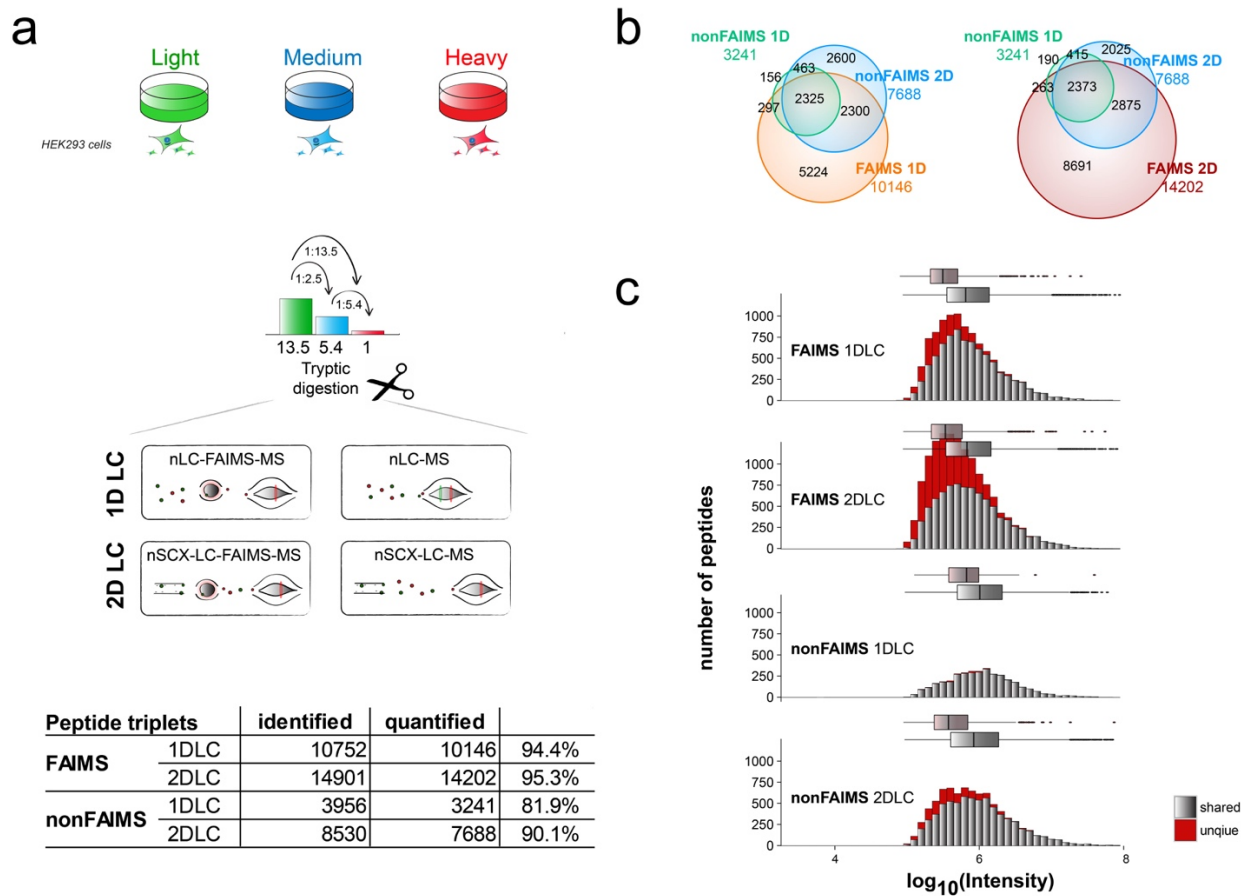 a
Light Medium Heavy
HEK293 cells
1:13.5
1:2.5
1:5.4
13.5 5.4 1
Tryptic
digestion
1D LC
nLC-FAIMS-MS nLC-MS
2D LC
nSCX-LC-FAIMS-MS nSCX-LC-MS
Peptide triplets identified quantified
FAIMS 1DLC 10752 10146 94.4%
2DLC 14901 14202 95.3%
nonFAIMS 1DLC 3956 3241 81.9%
2DLC 8530 7688 90.1%
b
nonFAIMS 1D
3241
156 463 2600
nonFAIMS 2D
7688
297 2325 2300
5224
FAIMS 1D
10146
nonFAIMS 1D
3241
190 415 2025
nonFAIMS 2D
7688
263 2373 2875
8691
FAIMS 2D
14202
c
number of peptides
1000
750
500
250
0
FAIMS 1DLC
1000
750
500
250
0
FAIMS 2DLC
1000
750
500
250
0
nonFAIMS 1DLC
1000
750
500
250
0
nonFAIMS 2DLC
4 6 8
log10(Intensity)
shared
unqiue